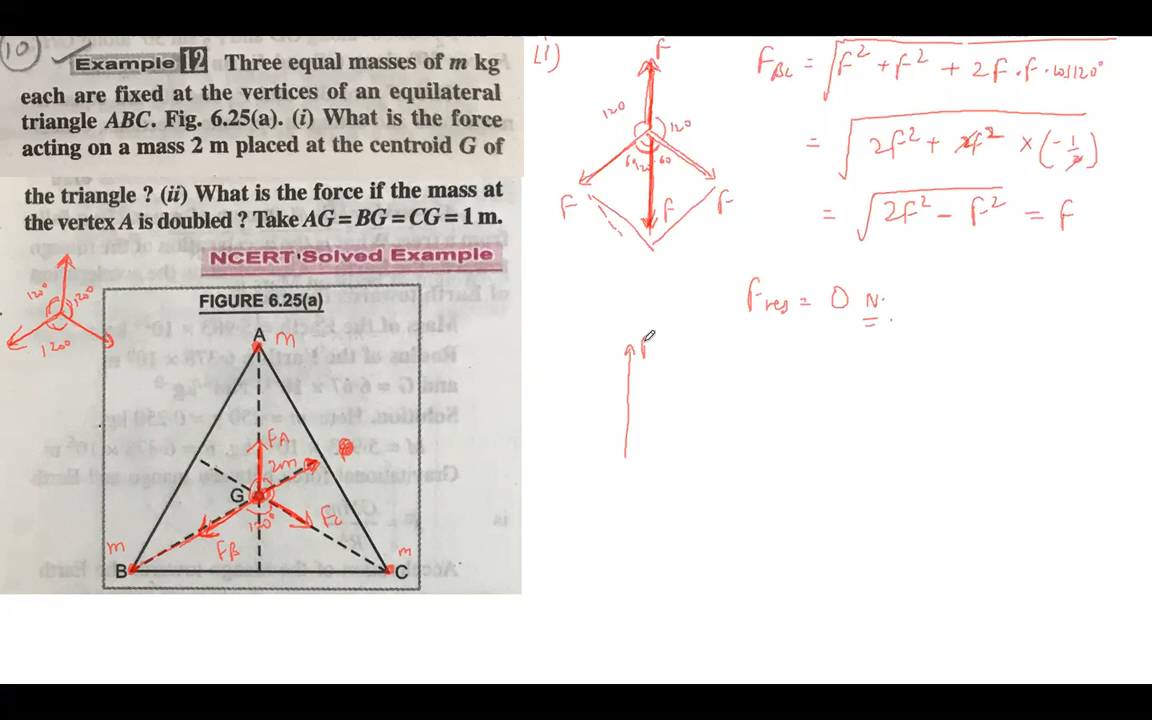 10
Example 12 Three equal masses of m kg
each are fixed at the vertices of an equilateral
triangle ABC. Fig. 6.25(a). (i) What is the force
acting on a mass 2 m placed at the centroid G of
the triangle ? (ii) What is the force if the mass at
the vertex A is doubled ? Take AG = BG = CG = 1 m.
NCERT Solved Example
120° 120°
120°
FIGURE 6.25(a)
A m
FA
2m
G
120° FC
FB
m m
B C
(i)
F
120 120
60 120 60
F F F
FBC = √F² + F² + 2F·F·cos120°
= √2F² + 2F² × (-1/2)
= √2F² - F² = F
Fres = 0 N.